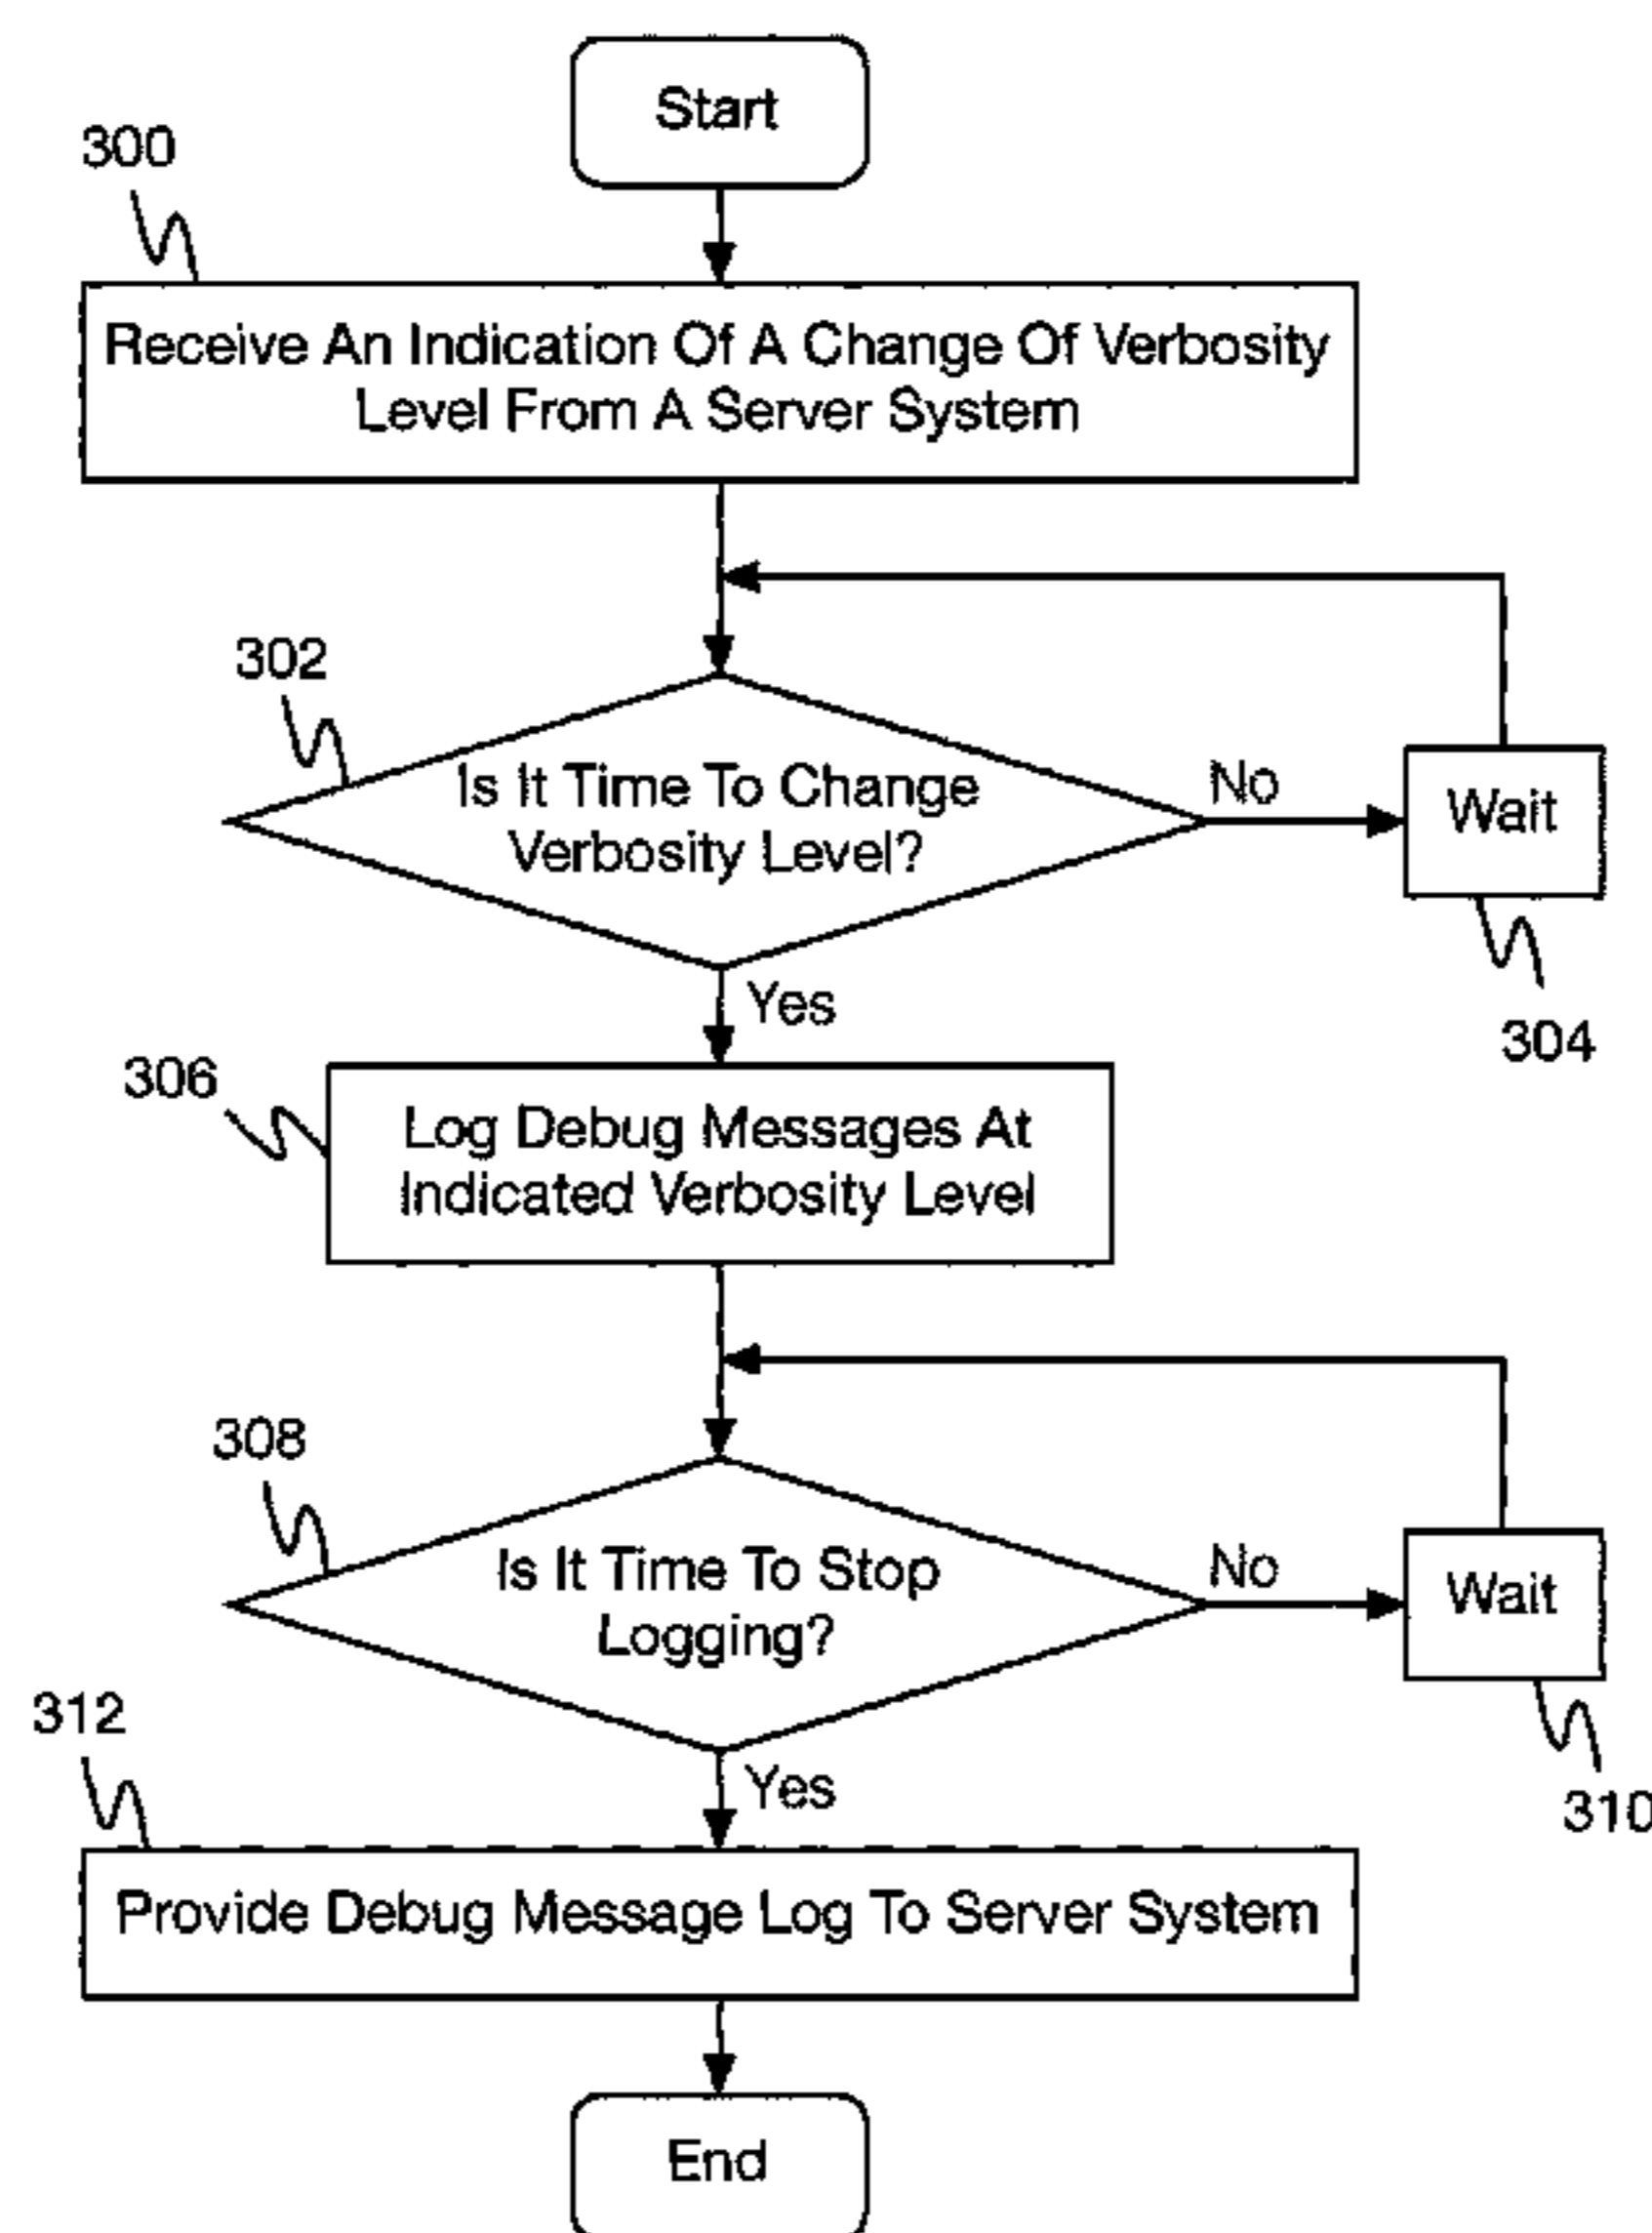 Start
300
Receive An Indication Of A Change Of Verbosity
Level From A Server System
302
Is It Time To Change
Verbosity Level?
No
Wait
304
Yes
306
Log Debug Messages At
Indicated Verbosity Level
308
Is It Time To Stop
Logging?
No
Wait
310
Yes
312
Provide Debug Message Log To Server System
End